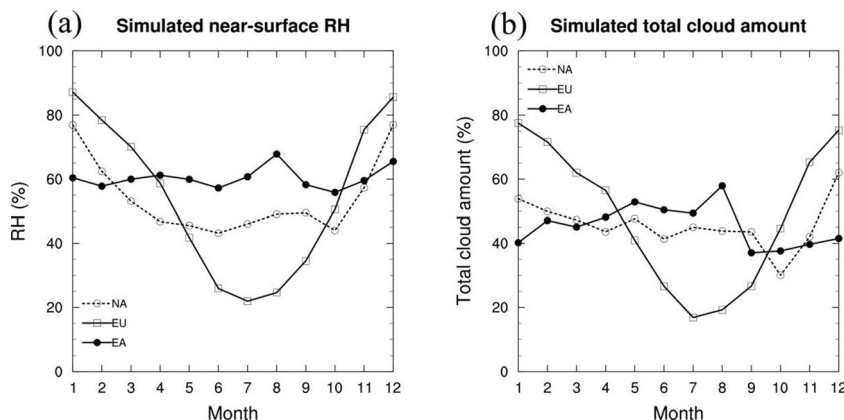 (a) Simulated near-surface RH
100
80
60
40
20
0
RH (%)
NA
EU
EA
1 2 3 4 5 6 7 8 9 10 11 12
Month
(b) Simulated total cloud amount
100
80
60
40
20
0
Total cloud amount (%)
NA
EU
EA
1 2 3 4 5 6 7 8 9 10 11 12
Month